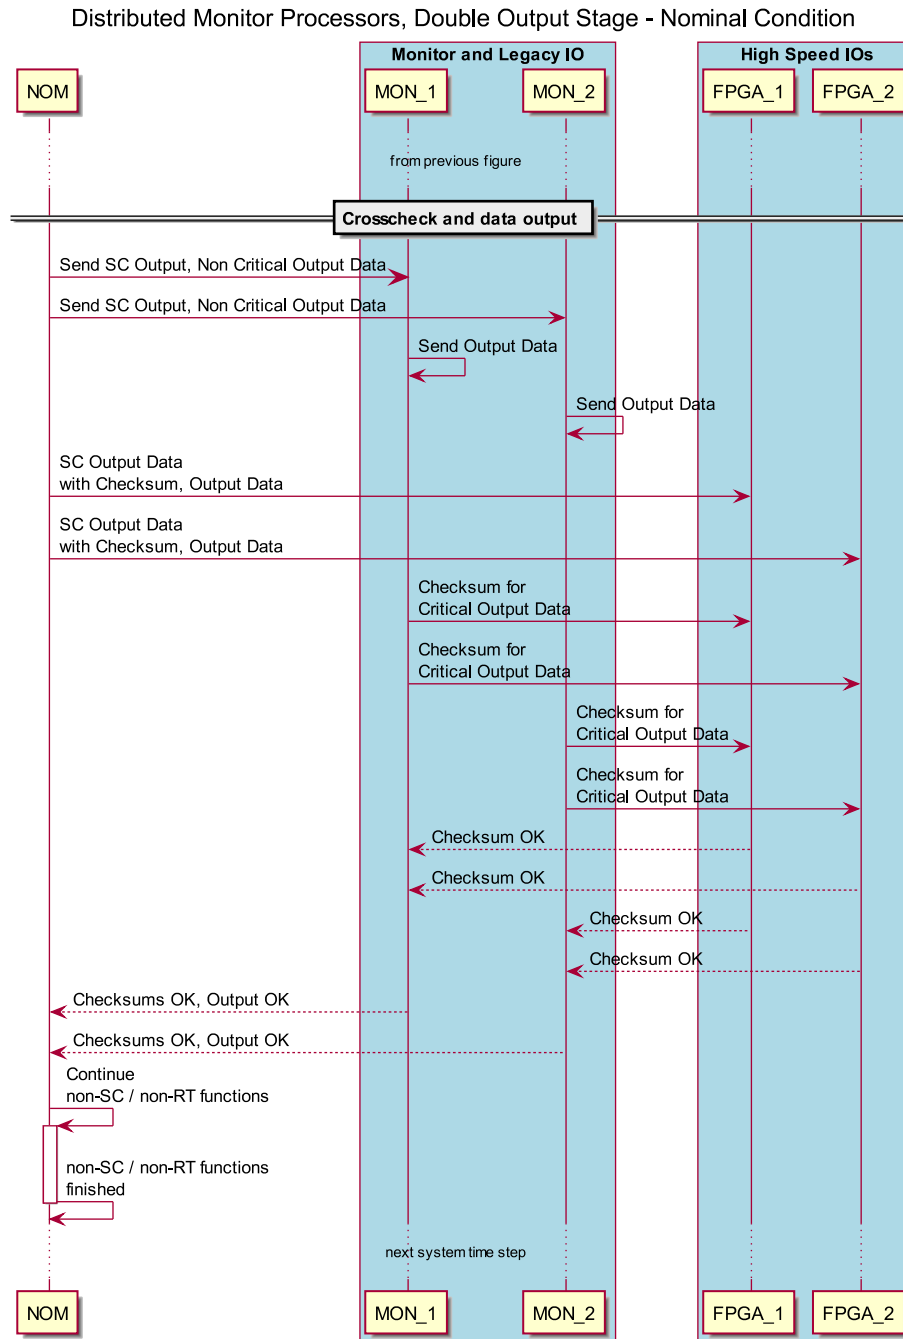 Distributed Monitor Processors, Double Output Stage - Nominal Condition
Monitor and Legacy IO
High Speed IOs
NOM
MON_1
MON_2
FPGA_1
FPGA_2
from previous figure
Crosscheck and data output
Send SC Output, Non Critical Output Data
Send SC Output, Non Critical Output Data
Send Output Data
Send Output Data
SC Output Data
with Checksum, Output Data
SC Output Data
with Checksum, Output Data
Checksum for
Critical Output Data
Checksum for
Critical Output Data
Checksum for
Critical Output Data
Checksum for
Critical Output Data
Checksum OK
Checksum OK
Checksum OK
Checksum OK
Checksums OK, Output OK
Checksums OK, Output OK
Continue
non-SC / non-RT functions
non-SC / non-RT functions
finished
next system time step
NOM
MON_1
MON_2
FPGA_1
FPGA_2